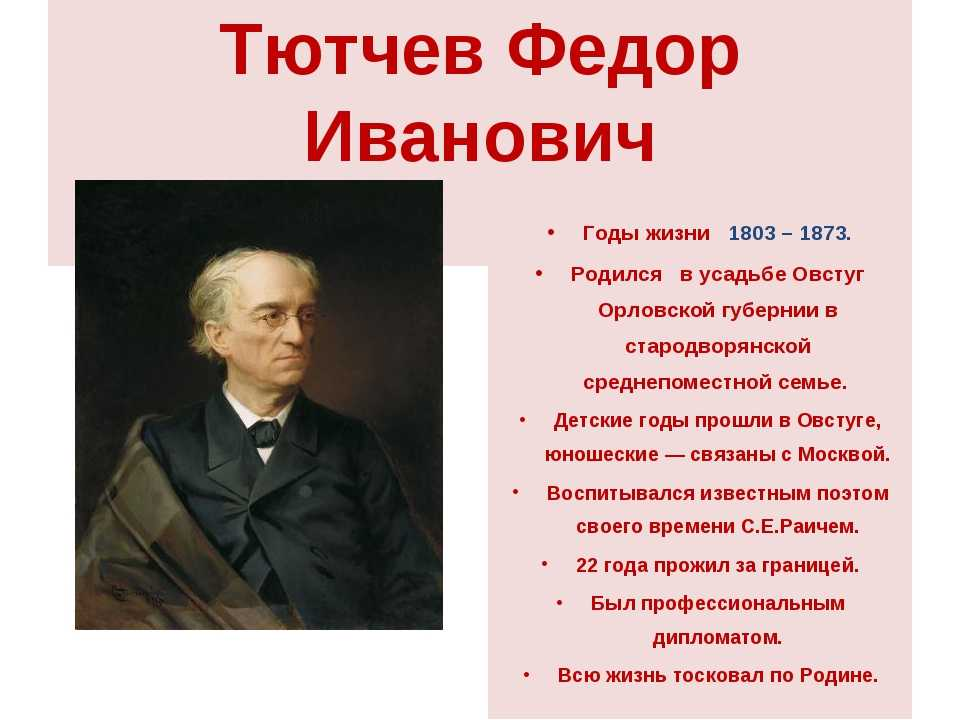 Тютчев Федор
Иванович
• Годы жизни 1803 – 1873.
• Родился в усадьбе Овстуг
Орловской губернии в
стародворянской
среднепоместной семье.
• Детские годы прошли в Овстуге,
юношеские — связаны с Москвой.
• Воспитывался известным поэтом
своего времени С.Е.Раичем.
• 22 года прожил за границей.
• Был профессиональным
дипломатом.
• Всю жизнь тосковал по Родине.